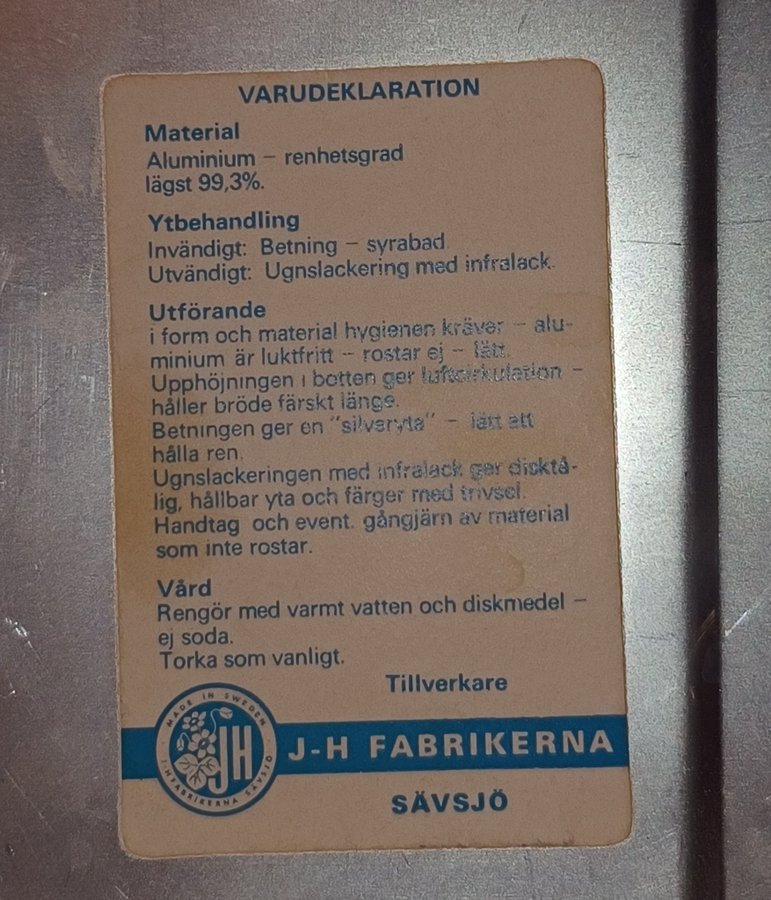 VARUDEKLARATION
Material
Aluminium – renhetsgrad
lägst 99,3%.
Ytbehandling
Invändigt: Betning – syrabad.
Utvändigt: Ugnslackering med infralack.
Utförande
i form och material hygienen kräver – alu-
minium är luktfritt – rostar ej – lätt.
Upphöjningen i botten ger luftcirkulation –
håller bröde färskt länge.
Betningen ger en "silveryta" – lätt att
hålla ren.
Ugnslackeringen med infralack ger disktå-
lig, hållbar yta och färger med trivsel.
Handtag och event. gångjärn av material
som inte rostar.
Vård
Rengör med varmt vatten och diskmedel –
ej soda.
Torka som vanligt.
Tillverkare
MADE IN SWEDEN
JH
J-H FABRIKERNA SÄVSJÖ
J-H FABRIKERNA
SÄVSJÖ